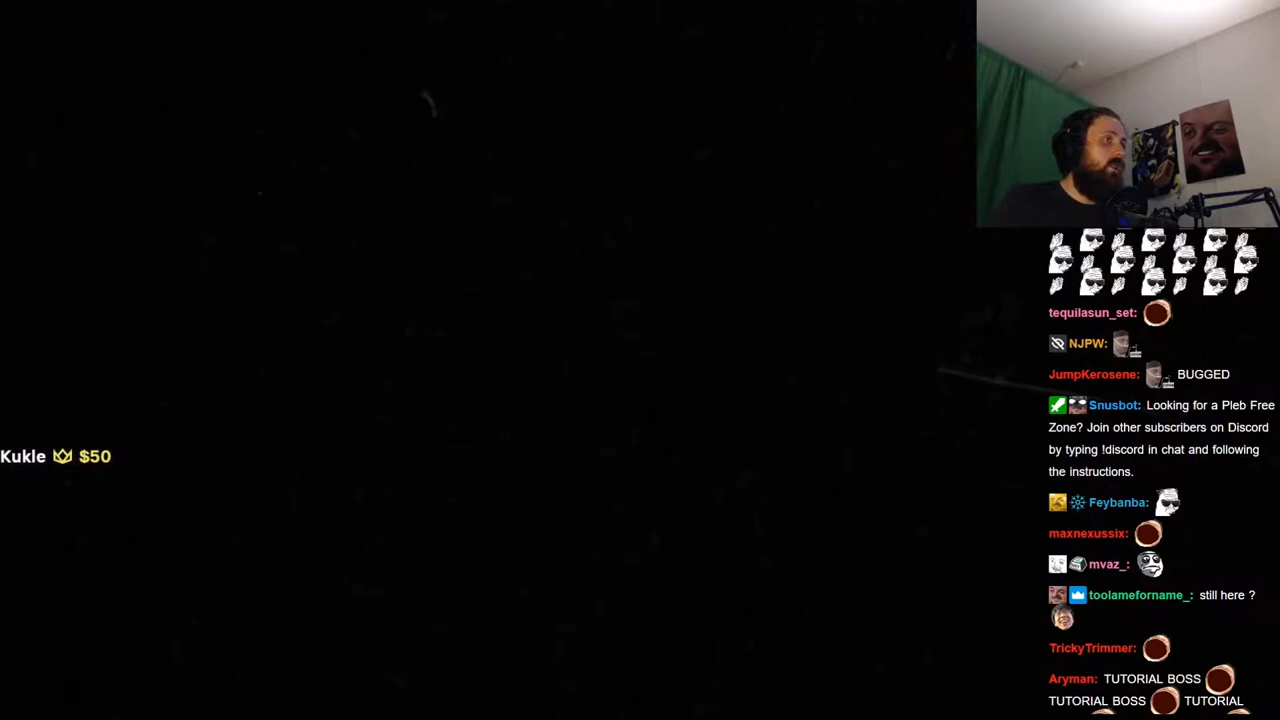 tequilasun_set:
NJPW:
JumpKerosene: BUGGED
Snusbot: Looking for a Pleb Free
Zone? Join other subscribers on Discord
by typing !discord in chat and following
the instructions.
Kukle $50
Feybanba:
maxnexussix:
mvaz_:
toolameforname_: still here ?
TrickyTrimmer:
Aryman: TUTORIAL BOSS
TUTORIAL BOSS TUTORIAL